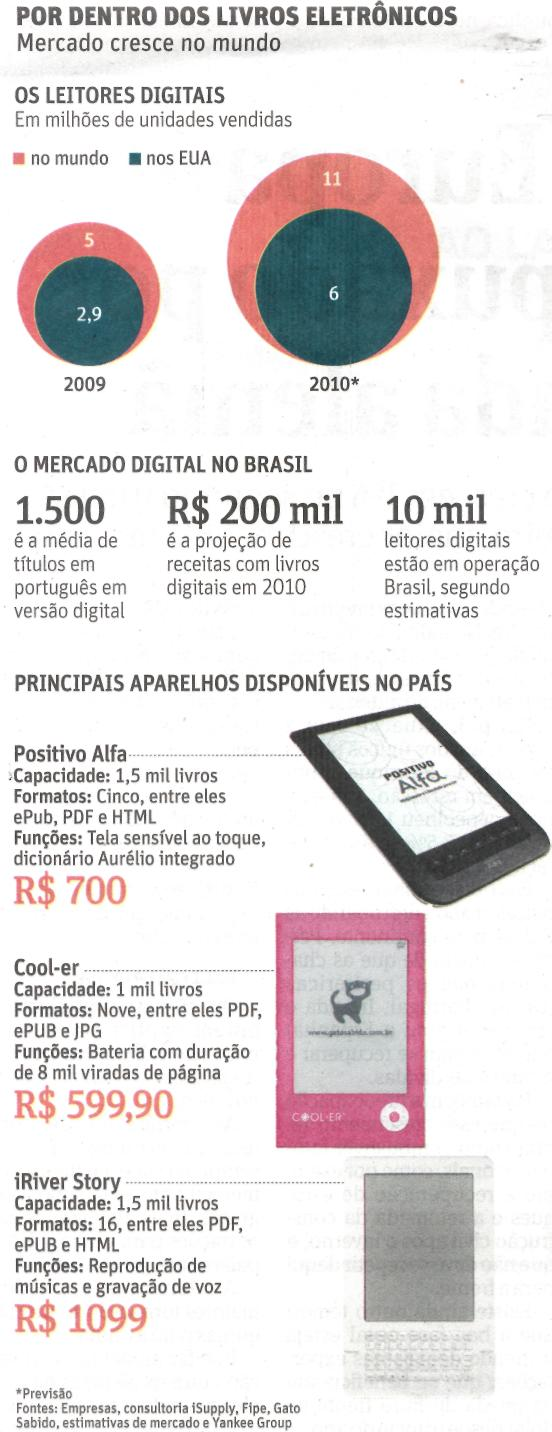 POR DENTRO DOS LIVROS ELETRÔNICOS
Mercado cresce no mundo
OS LEITORES DIGITAIS
Em milhões de unidades vendidas
no mundo
nos EUA
5
2,9
2009
11
6
2010*
O MERCADO DIGITAL NO BRASIL
1.500
é a média de
títulos em
português em
versão digital
R$ 200 mil
é a projeção de
receitas com livros
digitais em 2010
10 mil
leitores digitais
estão em operação
Brasil, segundo
estimativas
PRINCIPAIS APARELHOS DISPONÍVEIS NO PAÍS
Positivo Alfa
Capacidade: 1,5 mil livros
Formatos: Cinco, entre eles
ePub, PDF e HTML
Funções: Tela sensível ao toque,
dicionário Aurélio integrado
R$ 700
POSITIVO
Alfa
Cool-er
Capacidade: 1 mil livros
Formatos: Nove, entre eles PDF,
ePUB e JPG
Funções: Bateria com duração
de 8 mil viradas de página
R$ 599,90
www.gatosabido.com.br
COOL-ER
iRiver Story
Capacidade: 1,5 mil livros
Formatos: 16, entre eles PDF,
ePUB e HTML
Funções: Reprodução de
músicas e gravação de voz
R$ 1099
*Previsão
Fontes: Empresas, consultoria iSupply, Fipe, Gato
Sabido, estimativas de mercado e Yankee Group